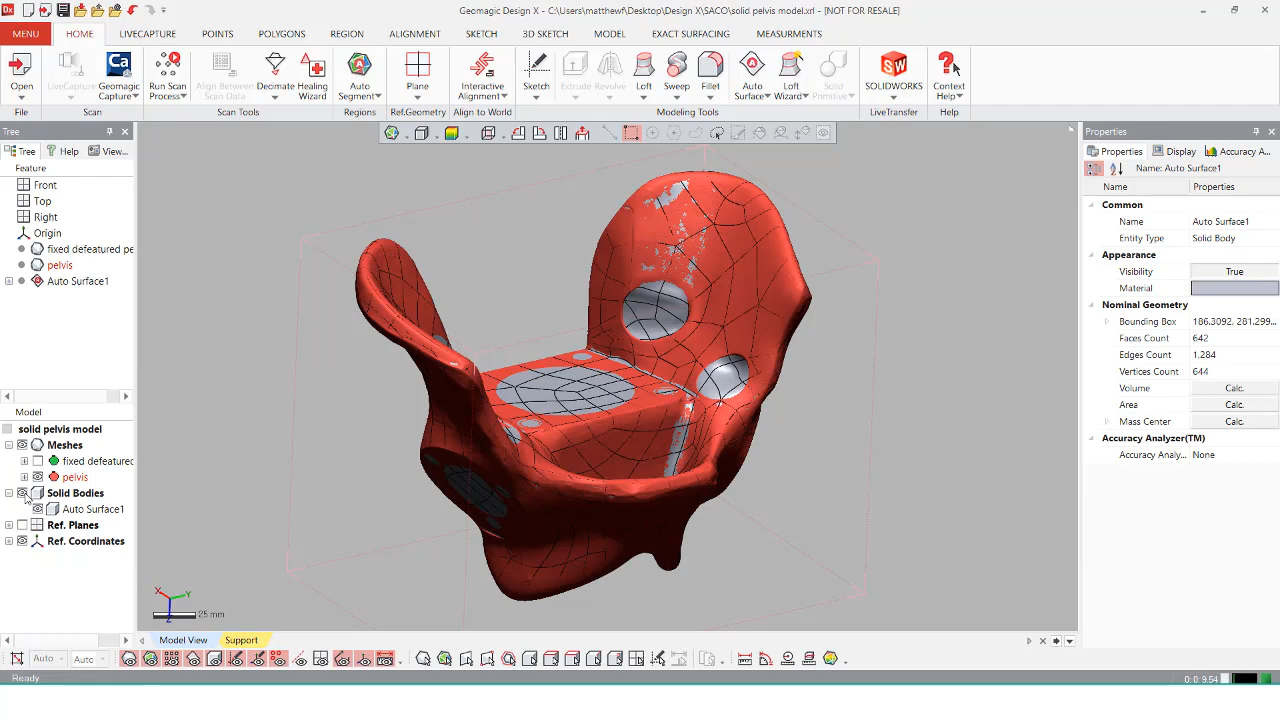 Dx
Geomagic Design X - C:\Users\matthewf\Desktop\Design X\SACO\solid pelvis model.xrl - [NOT FOR RESALE]
MENU HOME LIVECAPTURE POINTS POLYGONS REGION ALIGNMENT SKETCH 3D SKETCH MODEL EXACT SURFACING MEASURMENTS
Open
LiveCapture
Geomagic Capture
Run Scan Process
Align Between Scan Data
Decimate
Healing Wizard
Auto Segment
Plane
Interactive Alignment
Sketch
Extrude
Revolve
Loft
Sweep
Fillet
Auto Surface
Loft Wizard
Solid Primitive
SOLIDWORKS
Context Help
File Scan Scan Tools Regions Ref.Geometry Align to World Modeling Tools LiveTransfer Help
Tree
Tree Help View...
Feature
Front
Top
Right
Origin
fixed defeatured pe
pelvis
Auto Surface1
Model
solid pelvis model
Meshes
fixed defeatured
pelvis
Solid Bodies
Auto Surface1
Ref. Planes
Ref. Coordinates
X Y Z
25 mm
Properties
Properties Display Accuracy A...
Name: Auto Surface1
Name Properties
Common
Name Auto Surface1
Entity Type Solid Body
Appearance
Visibility True
Material
Nominal Geometry
Bounding Box 186.3092, 281.299...
Faces Count 642
Edges Count 1,284
Vertices Count 644
Volume Calc.
Area Calc.
Mass Center Calc.
Accuracy Analyzer(TM)
Accuracy Analy... None
Model View Support
Auto Auto
Ready
0: 0: 9.54